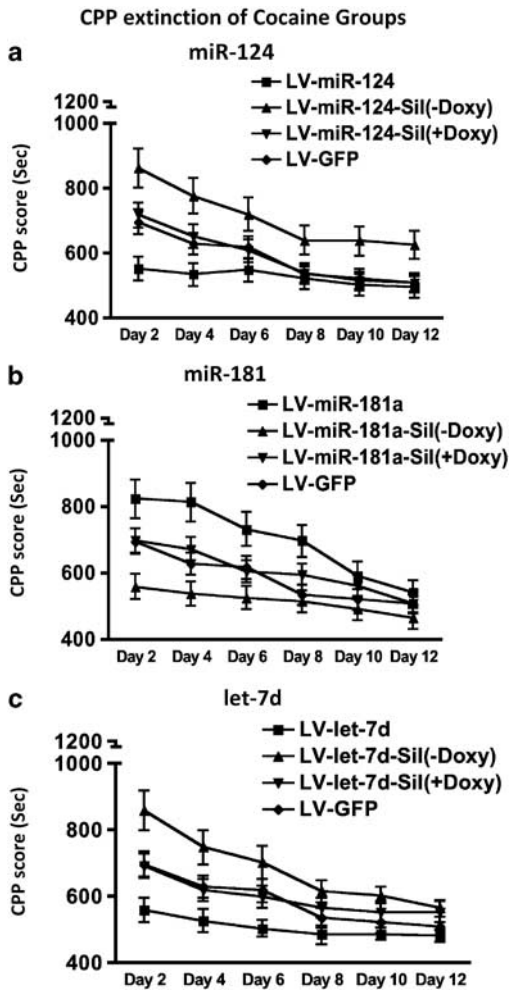 CPP extinction of Cocaine Groups
a
miR-124
LV-miR-124
LV-miR-124-Sil(-Doxy)
LV-miR-124-Sil(+Doxy)
LV-GFP
CPP score (Sec)
1200
1000
800
600
400
Day 2 Day 4 Day 6 Day 8 Day 10 Day 12
b
miR-181
LV-miR-181a
LV-miR-181a-Sil(-Doxy)
LV-miR-181a-Sil(+Doxy)
LV-GFP
CPP score (Sec)
1200
1000
800
600
400
Day 2 Day 4 Day 6 Day 8 Day 10 Day 12
c
let-7d
LV-let-7d
LV-let-7d-Sil(-Doxy)
LV-let-7d-Sil(+Doxy)
LV-GFP
CPP score (Sec)
1200
1000
800
600
400
Day 2 Day 4 Day 6 Day 8 Day 10 Day 12